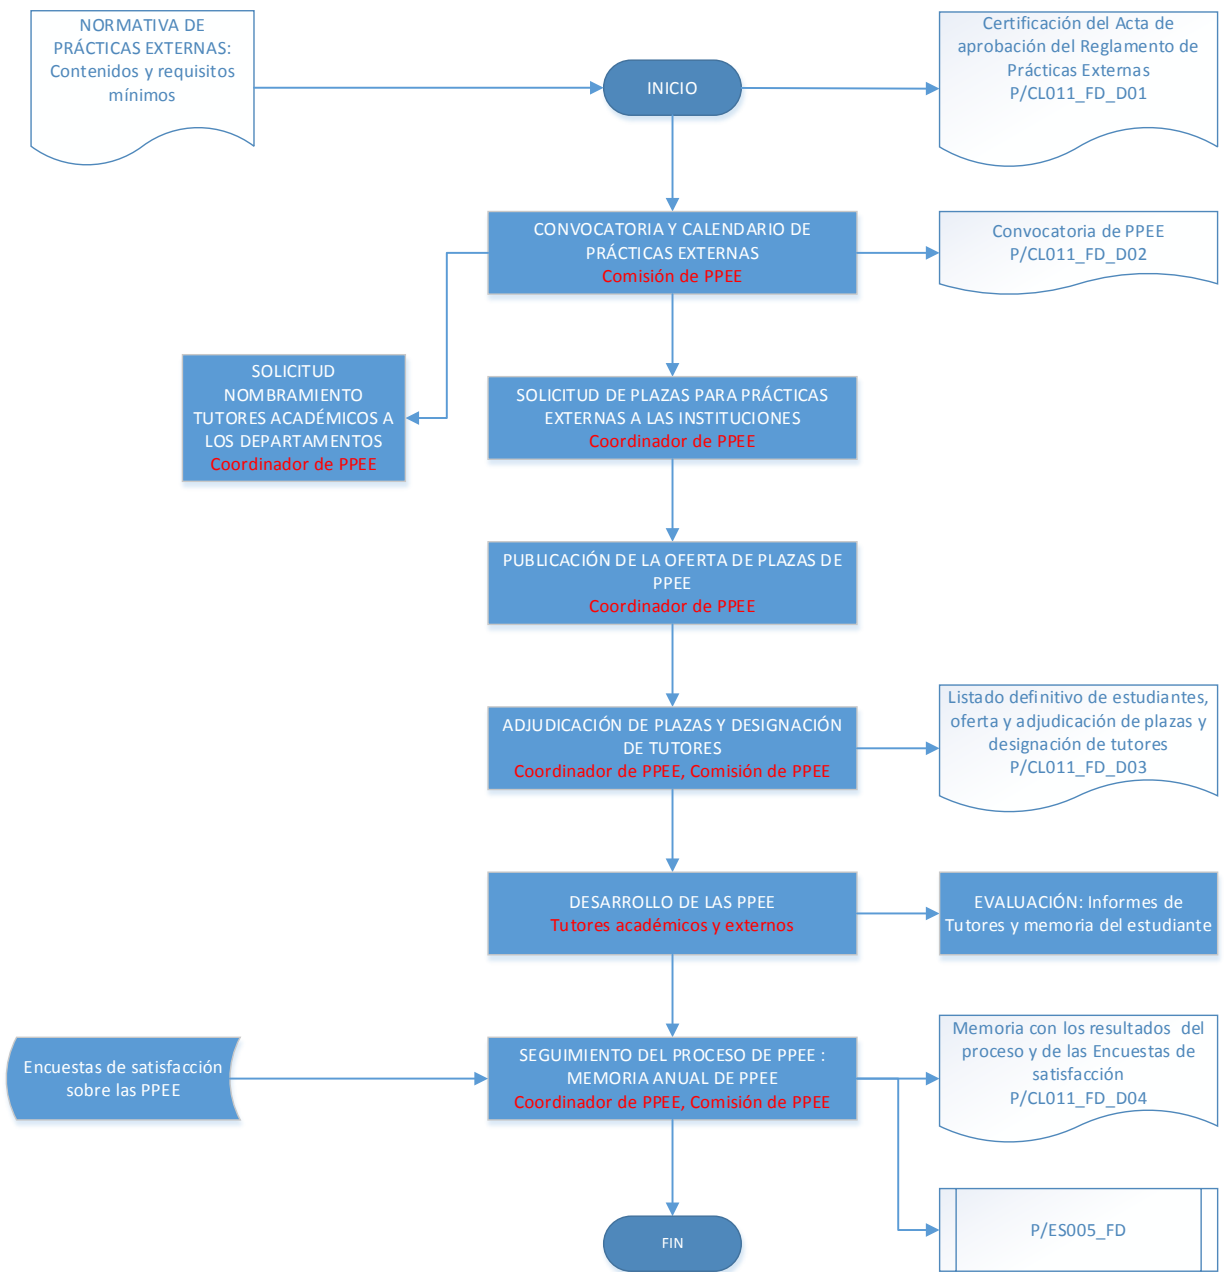 NORMATIVA DE
PRÁCTICAS EXTERNAS:
Contenidos y requisitos
mínimos
INICIO
Certificación del Acta de
aprobación del Reglamento de
Prácticas Externas
P/CL011_FD_D01
CONVOCATORIA Y CALENDARIO DE
PRÁCTICAS EXTERNAS
Comisión de PPEE
Convocatoria de PPEE
P/CL011_FD_D02
SOLICITUD
NOMBRAMIENTO
TUTORES ACADÉMICOS A
LOS DEPARTAMENTOS
Coordinador de PPEE
SOLICITUD DE PLAZAS PARA PRÁCTICAS
EXTERNAS A LAS INSTITUCIONES
Coordinador de PPEE
PUBLICACIÓN DE LA OFERTA DE PLAZAS DE
PPEE
Coordinador de PPEE
ADJUDICACIÓN DE PLAZAS Y DESIGNACIÓN
DE TUTORES
Coordinador de PPEE, Comisión de PPEE
Listado definitivo de estudiantes,
oferta y adjudicación de plazas y
designación de tutores
P/CL011_FD_D03
DESARROLLO DE LAS PPEE
Tutores académicos y externos
EVALUACIÓN: Informes de
Tutores y memoria del estudiante
Encuestas de satisfacción
sobre las PPEE
SEGUIMIENTO DEL PROCESO DE PPEE :
MEMORIA ANUAL DE PPEE
Coordinador de PPEE, Comisión de PPEE
Memoria con los resultados del
proceso y de las Encuestas de
satisfacción
P/CL011_FD_D04
P/ES005_FD
FIN